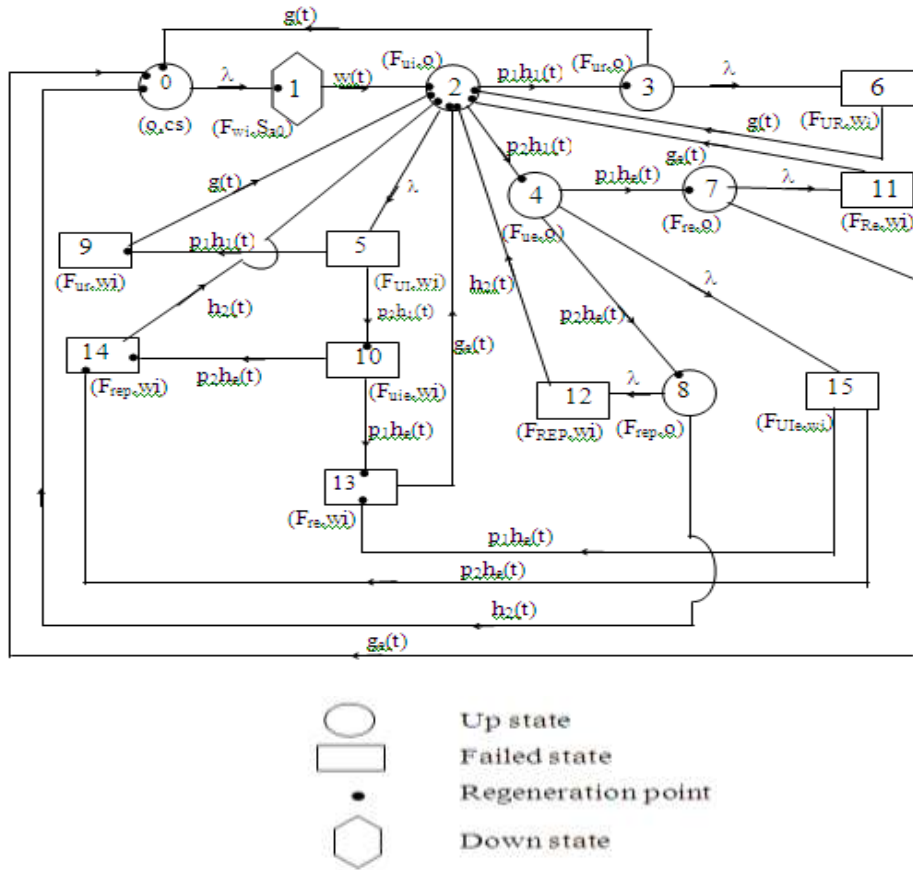 g(t)
0
λ
1
w(t)
(Fui,o)
2
p1h1(t)
(Fur,o)
3
λ
6
(o,cs)
(Fwi,Sa0)
(FUR,wi)
g(t)
p2h1(t)
ge(t)
g(t)
λ
4
p1he(t)
7
λ
11
(Fue,o)
(Fre,o)
(FRe,wi)
9
p1h1(t)
5
(Fur,wi)
(FUI,wi)
h2(t)
h2(t)
λ
p2h1(t)
p2he(t)
14
p2he(t)
10
ge(t)
(Frep,wi)
(Fuie,wi)
12
λ
8
15
(FREP,wi)
(Frep,o)
(FUIe,wi)
p1he(t)
13
(Fre,wi)
p1he(t)
p2he(t)
h2(t)
ge(t)
Up state
Failed state
Regeneration point
Down state